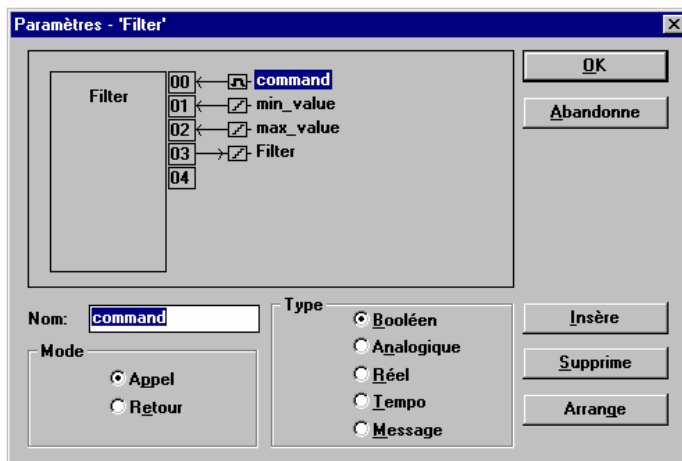 Paramètres - 'Filter'
Filter
00 command
01 min_value
02 max_value
03 Filter
04
OK
Abandonne
Nom: command
Mode
Appel
Retour
Type
Booléen
Analogique
Réel
Tempo
Message
Insère
Supprime
Arrange